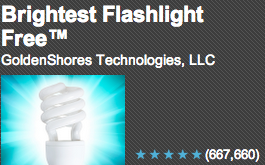 Brightest Flashlight
Free™
GoldenShores Technologies, LLC
(667,660)